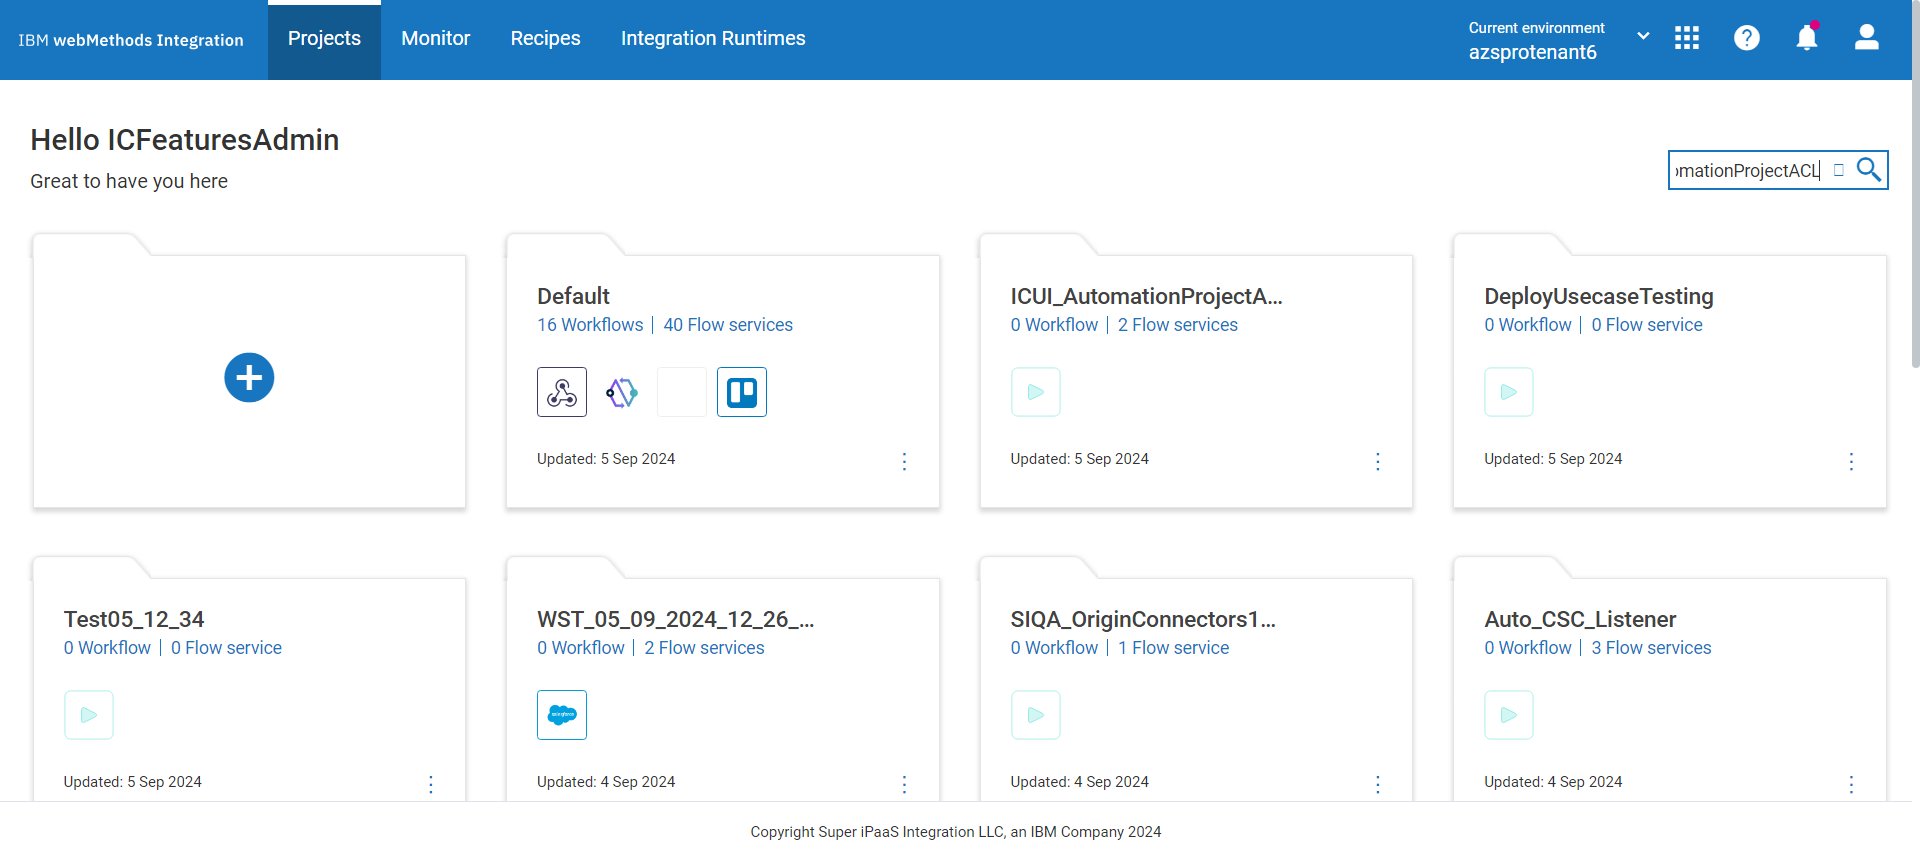 IBM webMethods Integration
Projects
Monitor
Recipes
Integration Runtimes
Current environment
azsprotenant6
Hello ICFeaturesAdmin
Great to have you here
omationProjectACL
Default
16 Workflows | 40 Flow services
Updated: 5 Sep 2024
ICUI_AutomationProjectA...
0 Workflow | 2 Flow services
Updated: 5 Sep 2024
DeployUsecaseTesting
0 Workflow | 0 Flow service
Updated: 5 Sep 2024
Test05_12_34
0 Workflow | 0 Flow service
Updated: 5 Sep 2024
WST_05_09_2024_12_26_...
0 Workflow | 2 Flow services
salesforce
Updated: 4 Sep 2024
SIQA_OriginConnectors1...
0 Workflow | 1 Flow service
Updated: 4 Sep 2024
Auto_CSC_Listener
0 Workflow | 3 Flow services
Updated: 4 Sep 2024
Copyright Super iPaaS Integration LLC, an IBM Company 2024